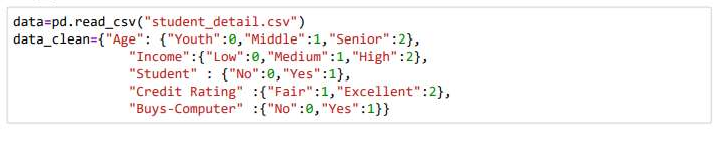 data=pd.read_csv("student_detail.csv")
data_clean={"Age": {"Youth":0,"Middle":1,"Senior":2},
"Income":{"Low":0,"Medium":1,"High":2},
"Student" : {"No":0,"Yes":1},
"Credit Rating" :{"Fair":1,"Excellent":2},
"Buys-Computer" :{"No":0,"Yes":1}}